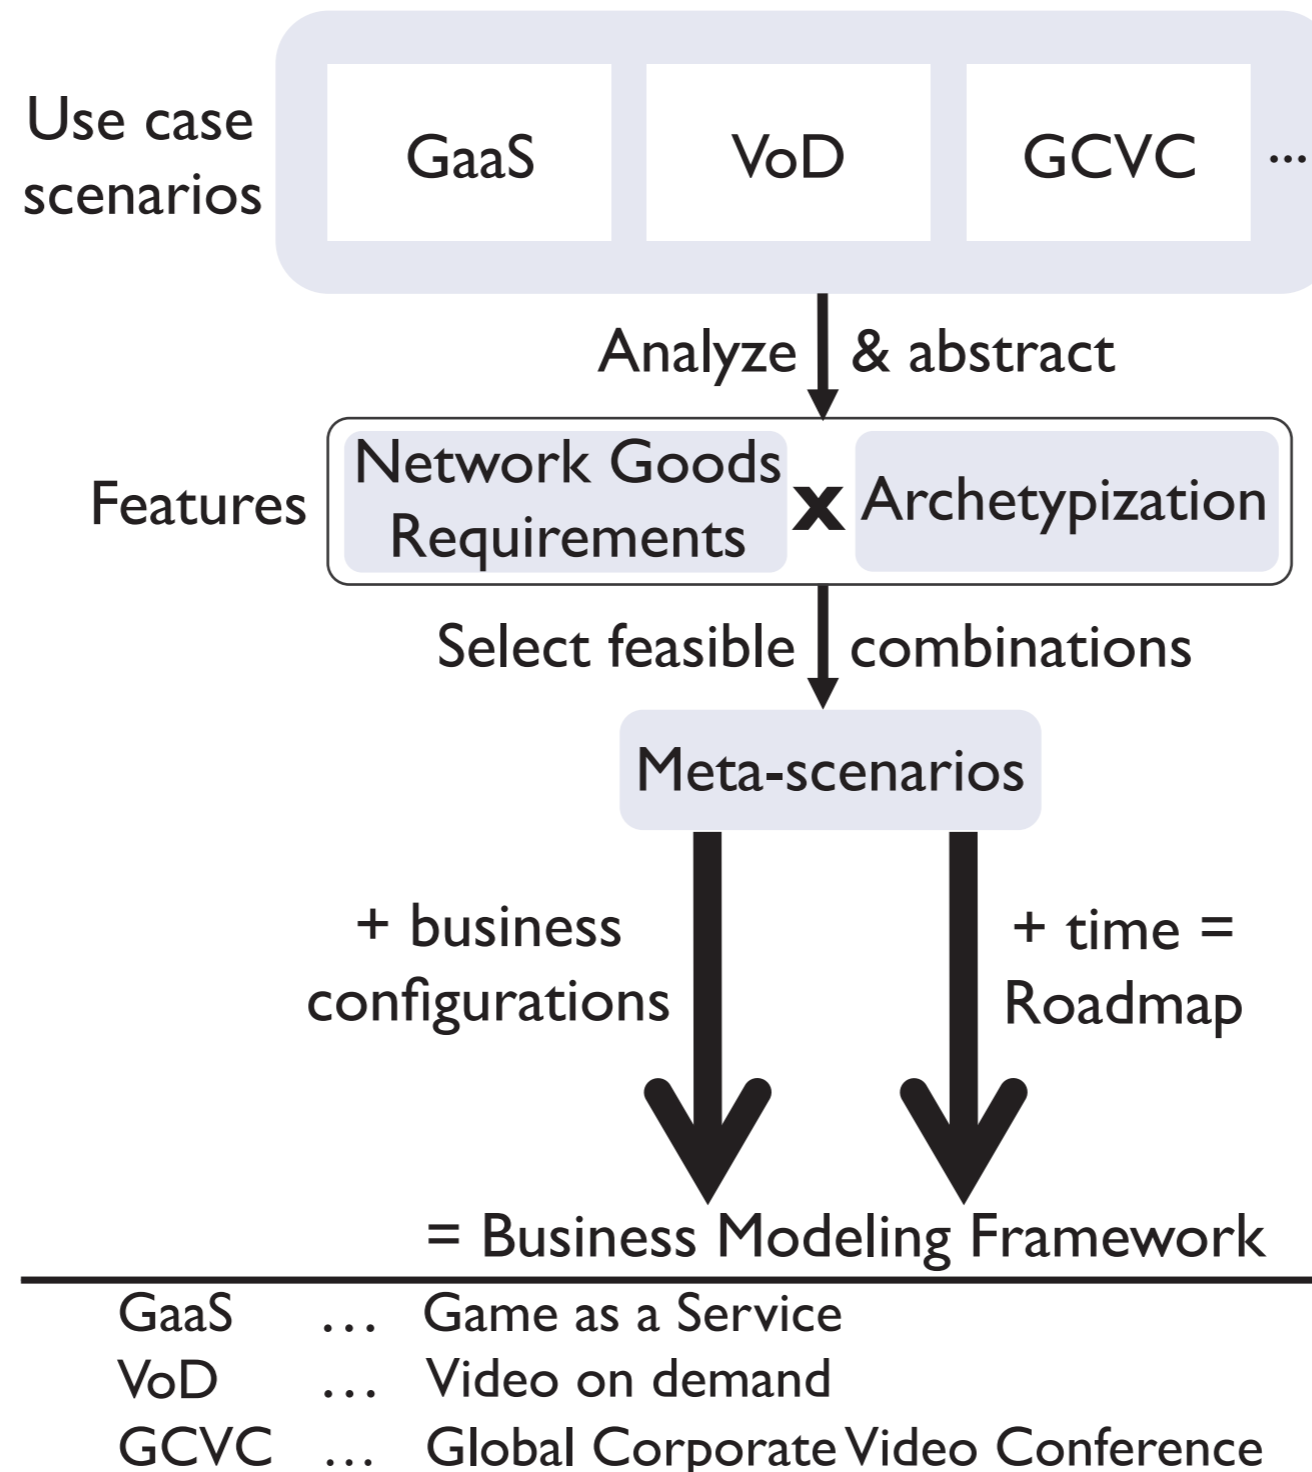 Use case
scenarios
GaaS
VoD
GCVC
...
Analyze & abstract
Features
Network Goods
Requirements
x
Archetypization
Select feasible combinations
Meta-scenarios
+ business
configurations
+ time =
Roadmap
= Business Modeling Framework
GaaS ... Game as a Service
VoD ... Video on demand
GCVC ... Global Corporate Video Conference